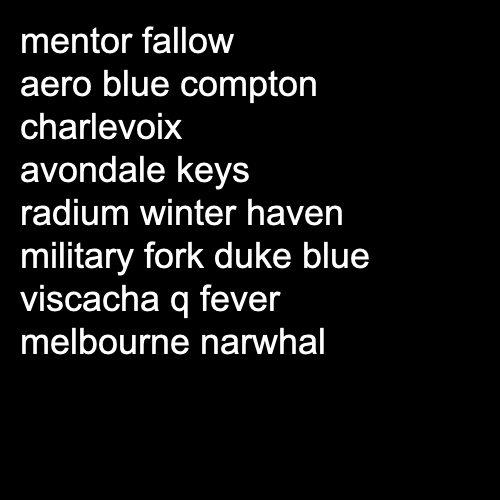 mentor fallow
aero blue compton
charlevoix
avondale keys
radium winter haven
military fork duke blue
viscacha q fever
melbourne narwhal